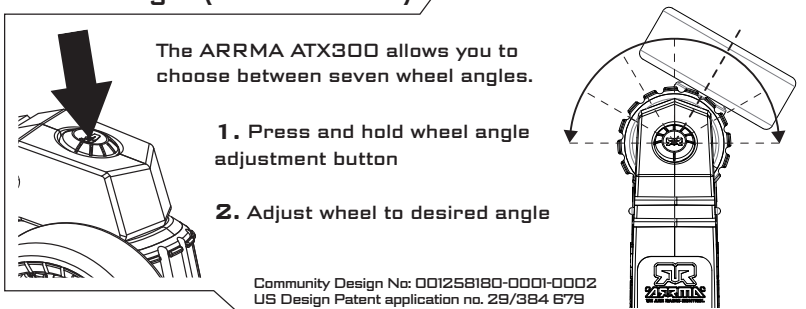 The ARRMA ATX300 allows you to
choose between seven wheel angles.
1. Press and hold wheel angle
adjustment button
2. Adjust wheel to desired angle
Community Design No: 001258180-0001-0002
US Design Patent application no. 29/384 679
ARRMA